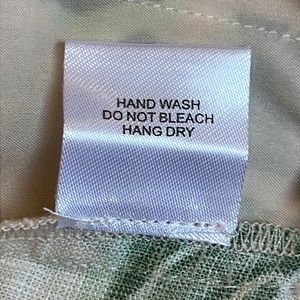 HAND WASH
DO NOT BLEACH
HANG DRY